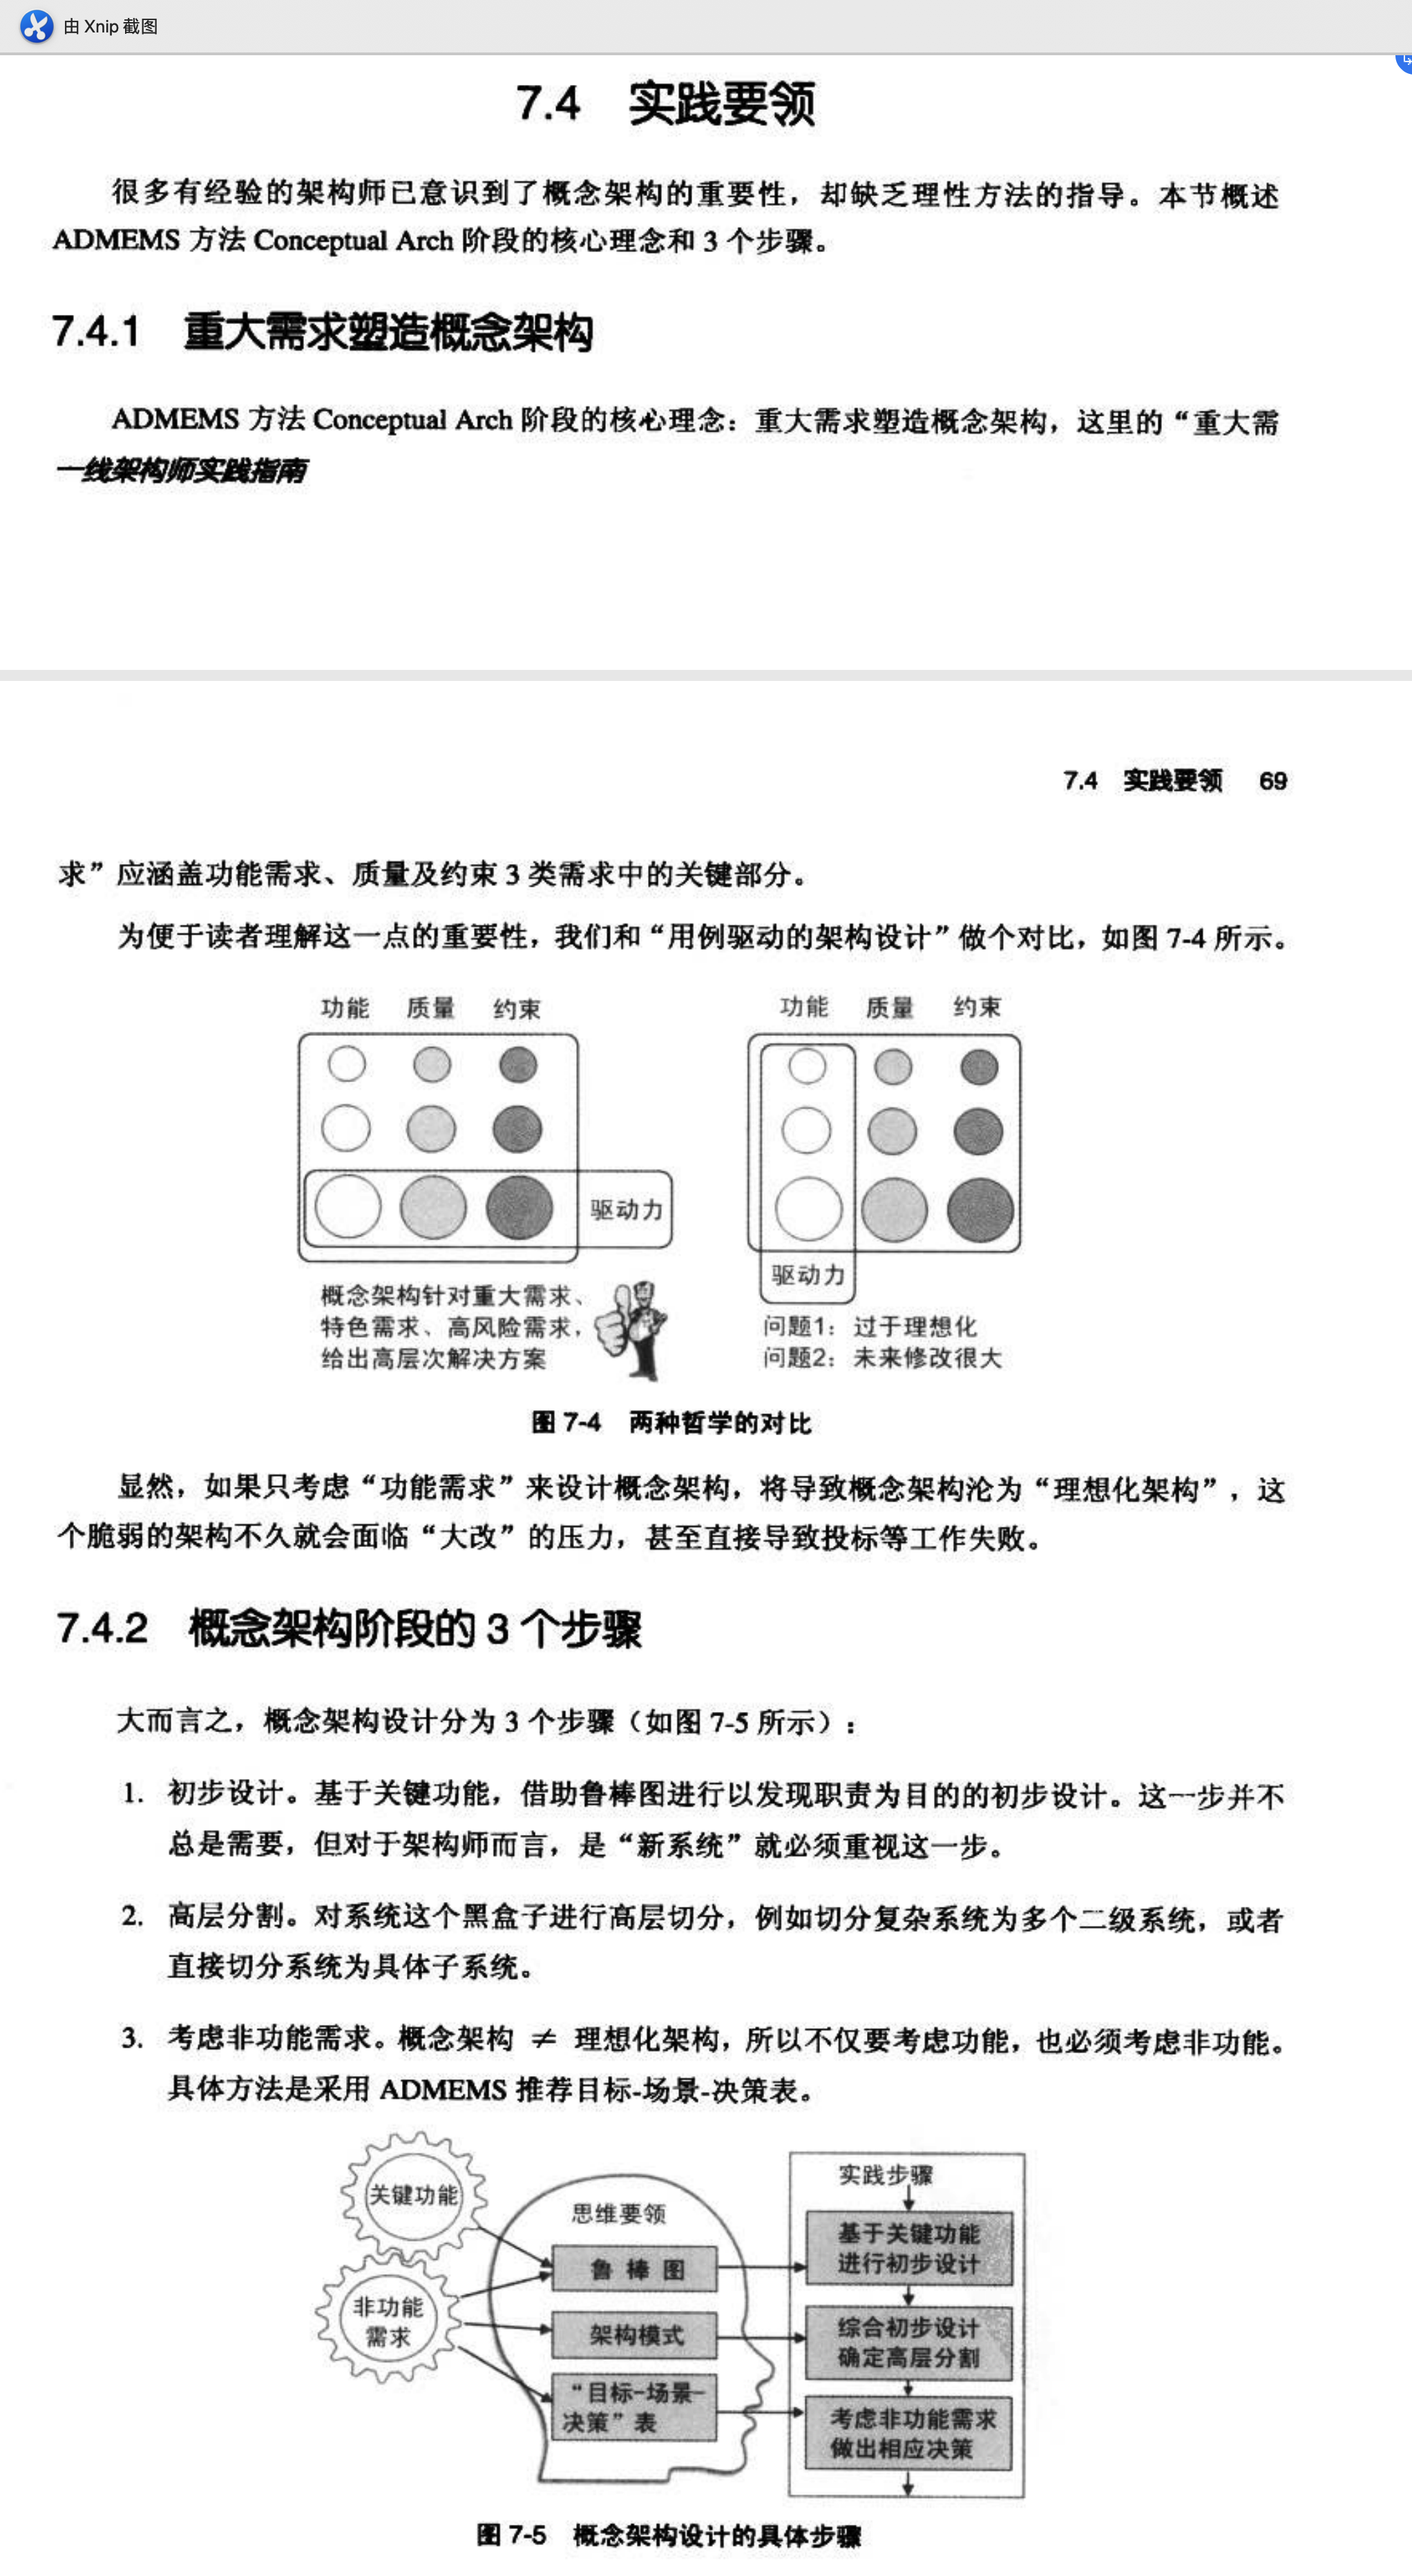 由 Xnip 截图
7.4 实践要领
很多有经验的架构师已意识到了概念架构的重要性，却缺乏理性方法的指导。本节概述
ADMEMS 方法 Conceptual Arch 阶段的核心理念和 3 个步骤。
7.4.1 重大需求塑造概念架构
ADMEMS 方法 Conceptual Arch 阶段的核心理念：重大需求塑造概念架构，这里的“重大需
一线架构师实践指南
7.4 实践要领 69
求”应涵盖功能需求、质量及约束 3 类需求中的关键部分。
为便于读者理解这一点的重要性，我们和“用例驱动的架构设计”做个对比，如图 7-4 所示。
功能 质量 约束
驱动力
概念架构针对重大需求、
特色需求、高风险需求，
给出高层次解决方案
功能 质量 约束
驱动力
问题1：过于理想化
问题2：未来修改很大
图 7-4 两种哲学的对比
显然，如果只考虑“功能需求”来设计概念架构，将导致概念架构沦为“理想化架构”，这
个脆弱的架构不久就会面临“大改”的压力，甚至直接导致投标等工作失败。
7.4.2 概念架构阶段的 3 个步骤
大而言之，概念架构设计分为 3 个步骤（如图 7-5 所示）：
1. 初步设计。基于关键功能，借助鲁棒图进行以发现职责为目的的初步设计。这一步并不
总是需要，但对于架构师而言，是“新系统”就必须重视这一步。
2. 高层分割。对系统这个黑盒子进行高层切分，例如切分复杂系统为多个二级系统，或者
直接切分系统为具体子系统。
3. 考虑非功能需求。概念架构 ≠ 理想化架构，所以不仅要考虑功能，也必须考虑非功能。
具体方法是采用 ADMEMS 推荐目标-场景-决策表。
关键功能
非功能
需求
思维要领
鲁 棒 图
架构模式
“目标-场景-
决策”表
实践步骤
基于关键功能
进行初步设计
综合初步设计
确定高层分割
考虑非功能需求
做出相应决策
图 7-5 概念架构设计的具体步骤